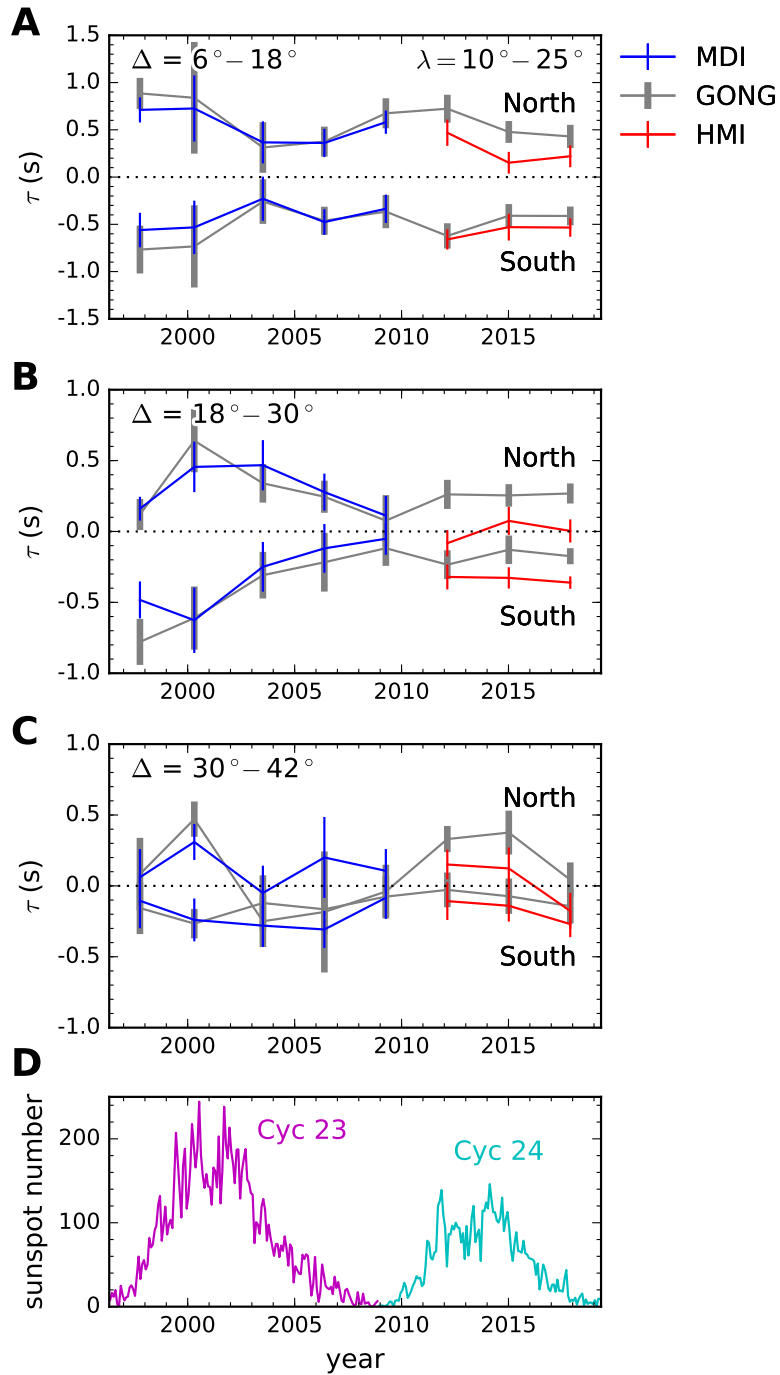 A
Δ = 6°−18°
λ=10°−25°
MDI
GONG
HMI
North
South
τ (s)
1.5
1.0
0.5
0.0
-0.5
-1.0
-1.5
2000 2005 2010 2015
B
Δ = 18°−30°
North
South
τ (s)
1.0
0.5
0.0
-0.5
-1.0
2000 2005 2010 2015
C
Δ = 30°−42°
North
South
τ (s)
1.0
0.5
0.0
-0.5
-1.0
2000 2005 2010 2015
D
Cyc 23
Cyc 24
sunspot number
200
100
0
2000 2005 2010 2015
year